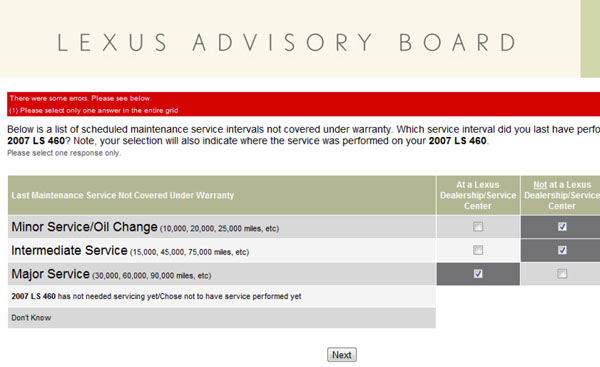 LEXUS ADVISORY BOARD
There were some errors. Please see below.
(1) Please select only one answer in the entire grid
Below is a list of scheduled maintenance service intervals not covered under warranty. Which service interval did you last have perfo
2007 LS 460? Note, your selection will also indicate where the service was performed on your 2007 LS 460.
Please select one response only.
Last Maintenance Service Not Covered Under Warranty
At a Lexus
Dealership/Service
Center
Not at a Lexus
Dealership/Service
Center
Minor Service/Oil Change (10,000, 20,000, 25,000 miles, etc)
Intermediate Service (15,000, 45,000, 75,000 miles, etc)
Major Service (30,000, 60,000, 90,000 miles, etc)
2007 LS 460 has not needed servicing yet/Chose not to have service performed yet
Don't Know
Next